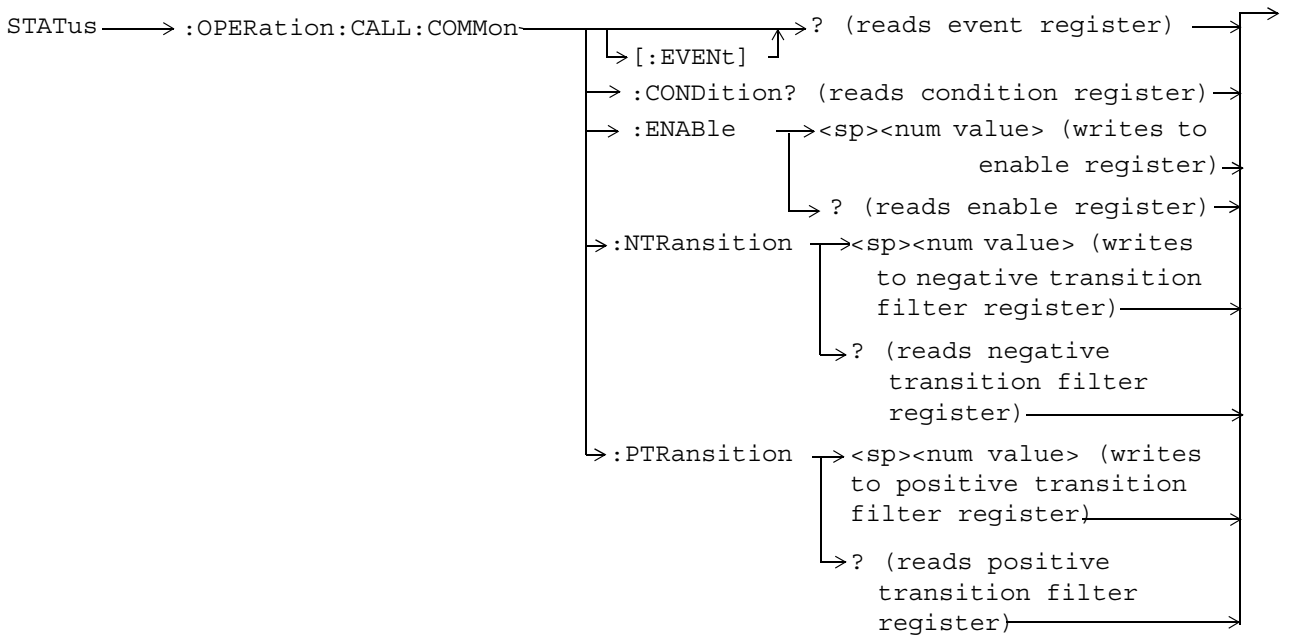 STATus :OPERation:CALL:COMMon ? (reads event register)
[:EVENt]
:CONDition? (reads condition register)
:ENABle <sp><num value> (writes to
enable register)
? (reads enable register)
:NTRansition <sp><num value> (writes
to negative transition
filter register)
? (reads negative
transition filter
register)
:PTRansition <sp><num value> (writes
to positive transition
filter register)
? (reads positive
transition filter
register)